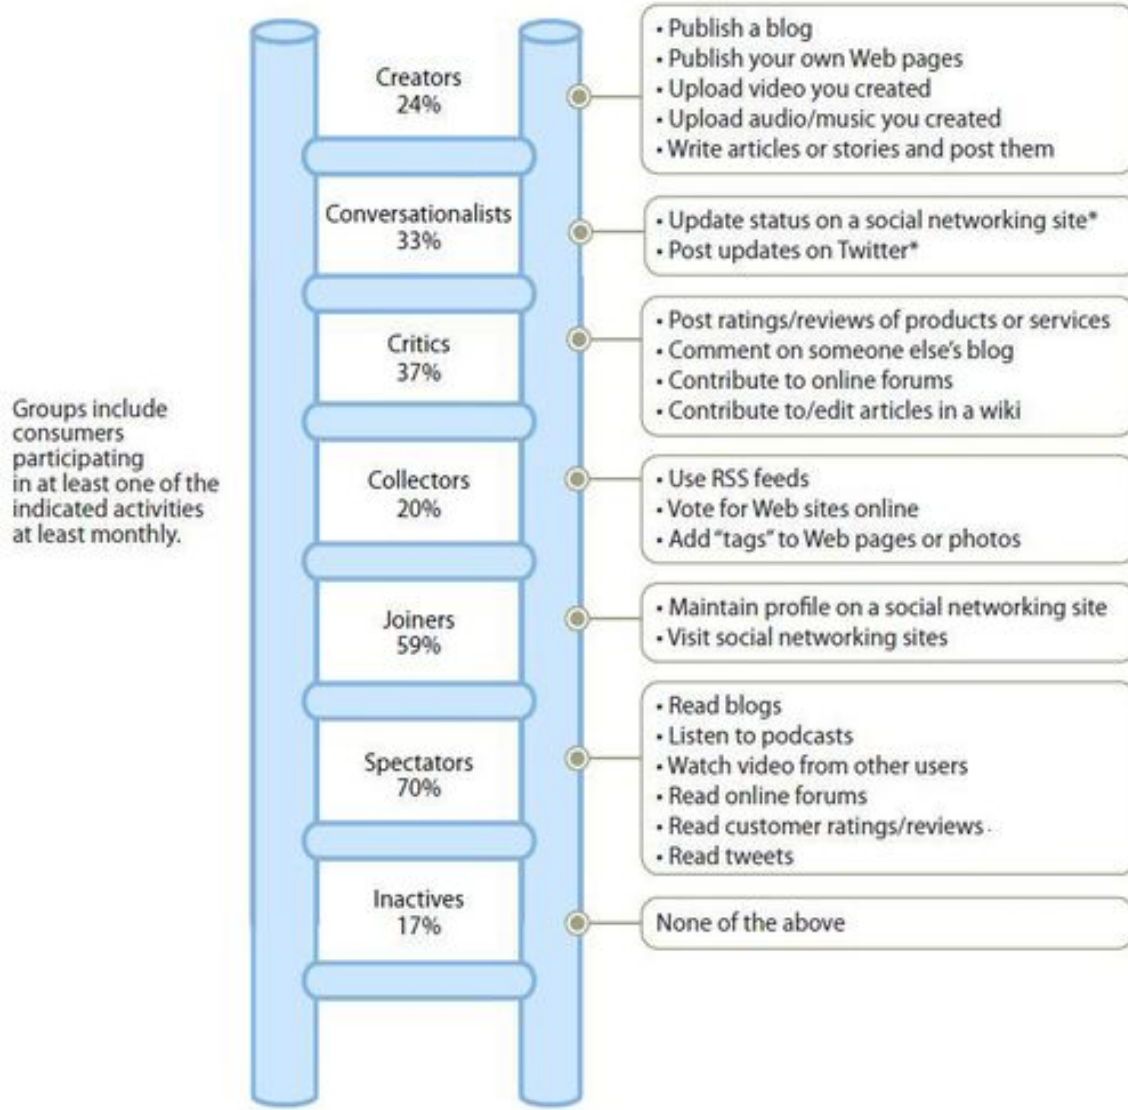 Creators
24%
• Publish a blog
• Publish your own Web pages
• Upload video you created
• Upload audio/music you created
• Write articles or stories and post them
Conversationalists
33%
• Update status on a social networking site*
• Post updates on Twitter*
Critics
37%
• Post ratings/reviews of products or services
• Comment on someone else's blog
• Contribute to online forums
• Contribute to/edit articles in a wiki
Groups include
consumers
participating
in at least one of the
indicated activities
at least monthly.
Collectors
20%
• Use RSS feeds
• Vote for Web sites online
• Add “tags” to Web pages or photos
Joiners
59%
• Maintain profile on a social networking site
• Visit social networking sites
Spectators
70%
• Read blogs
• Listen to podcasts
• Watch video from other users
• Read online forums
• Read customer ratings/reviews
• Read tweets
Inactives
17%
None of the above